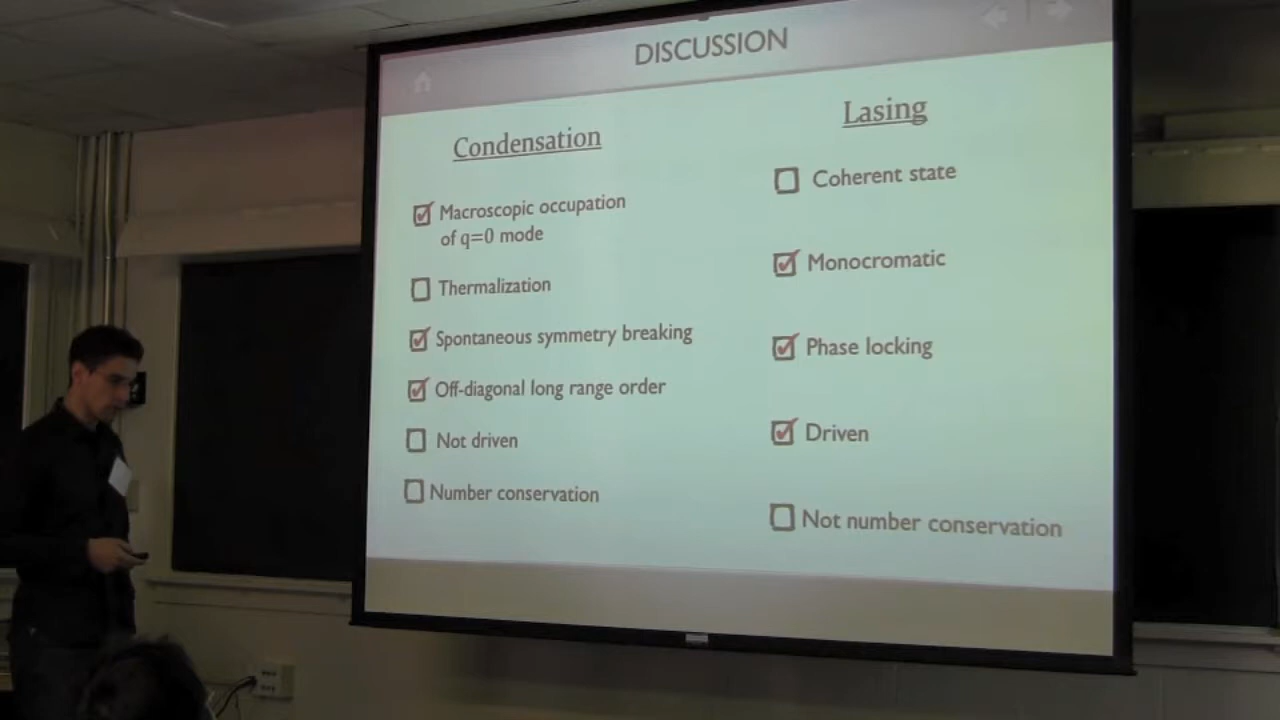 DISCUSSION
Condensation
Macroscopic occupation
of q=0 mode
Thermalization
Spontaneous symmetry breaking
Off-diagonal long range order
Not driven
Number conservation
Lasing
Coherent state
Monocromatic
Phase locking
Driven
Not number conservation